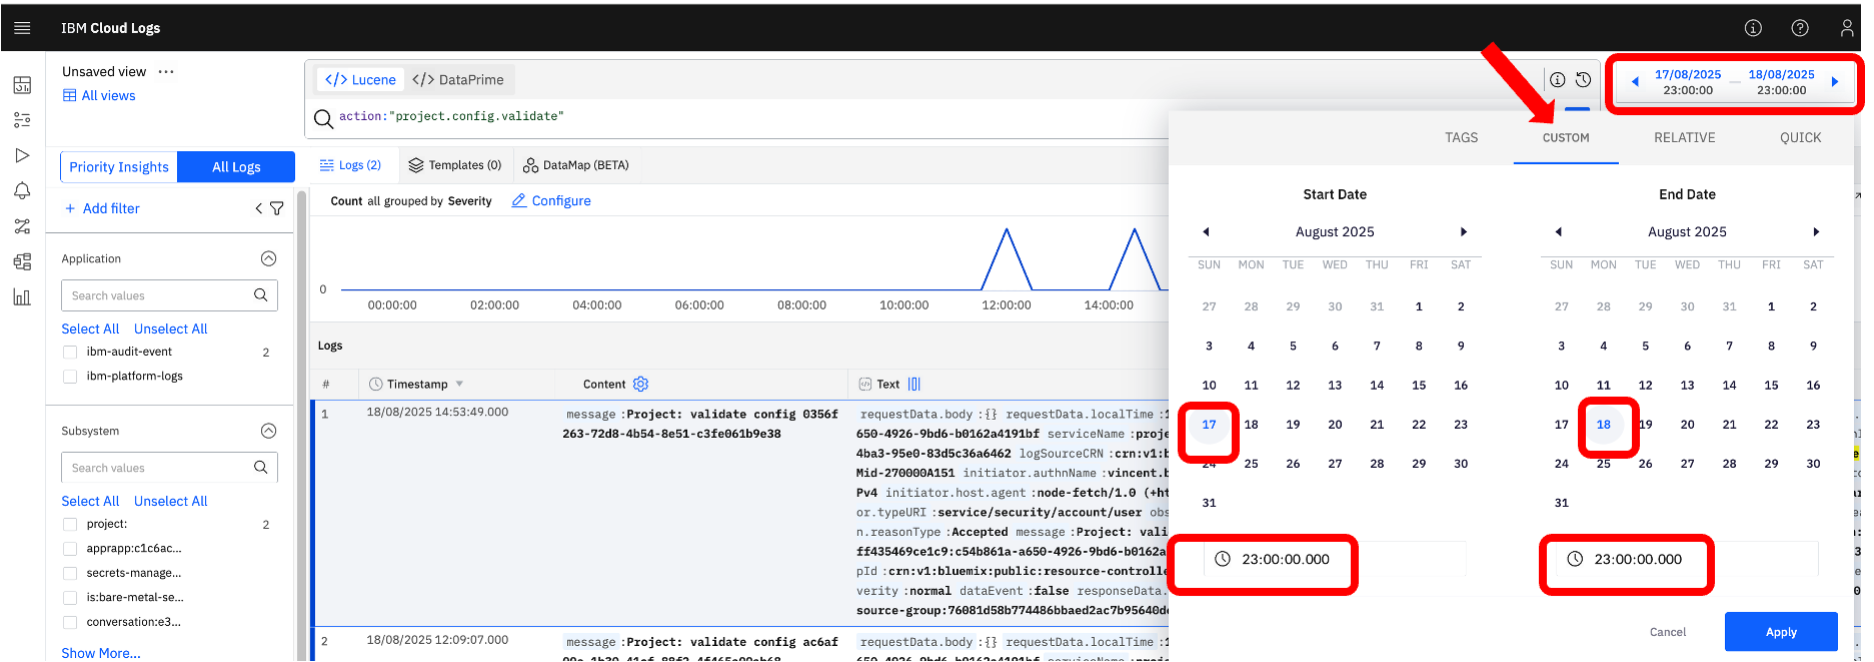 IBM Cloud Logs
Unsaved view ...
All views
</> Lucene </> DataPrime
action:"project.config.validate"
17/08/2025 — 18/08/2025
23:00:00 23:00:00
Priority Insights All Logs
+ Add filter
Application
Search values
Select All Unselect All
ibm-audit-event 2
ibm-platform-logs
Subsystem
Search values
Select All Unselect All
project: 2
apprapp:c1c6ac...
secrets-manage...
is:bare-metal-se...
conversation:e3...
Show More...
Logs (2) Templates (0) DataMap (BETA)
Count all grouped by Severity Configure
0
00:00:00 02:00:00 04:00:00 06:00:00 08:00:00 10:00:00 12:00:00 14:00:00
Logs
# Timestamp Content Text
1 18/08/2025 14:53:49.000
message :Project: validate config 0356f
263-72d8-4b54-8e51-c3fe061b9e38
requestData.body :{} requestData.localTime :1
650-4926-9bd6-b0162a4191bf serviceName :proje
4ba3-95e0-83d5c36a6462 logSourceCRN :crn:v1:b
Mid-270000A151 initiator.authnName :vincent.b
Pv4 initiator.host.agent :node-fetch/1.0 (+ht
or.typeURI :service/security/account/user obs
n.reasonType :Accepted message :Project: vali
ff435469ce1c9:c54b861a-a650-4926-9bd6-b0162a
pId :crn:v1:bluemix:public:resource-controlle
verity :normal dataEvent :false responseData.
source-group:76081d58b774486bbaed2ac7b95640d
2 18/08/2025 12:09:07.000
message :Project: validate config ac6af
requestData.body :{} requestData.localTime :1
TAGS CUSTOM RELATIVE QUICK
Start Date
August 2025
SUN MON TUE WED THU FRI SAT
27 28 29 30 31 1 2
3 4 5 6 7 8 9
10 11 12 13 14 15 16
17 18 19 20 21 22 23
24 25 26 27 28 29 30
31
23:00:00.000
End Date
August 2025
SUN MON TUE WED THU FRI SAT
27 28 29 30 31 1 2
3 4 5 6 7 8 9
10 11 12 13 14 15 16
17 18 19 20 21 22 23
24 25 26 27 28 29 30
31
23:00:00.000
Cancel Apply